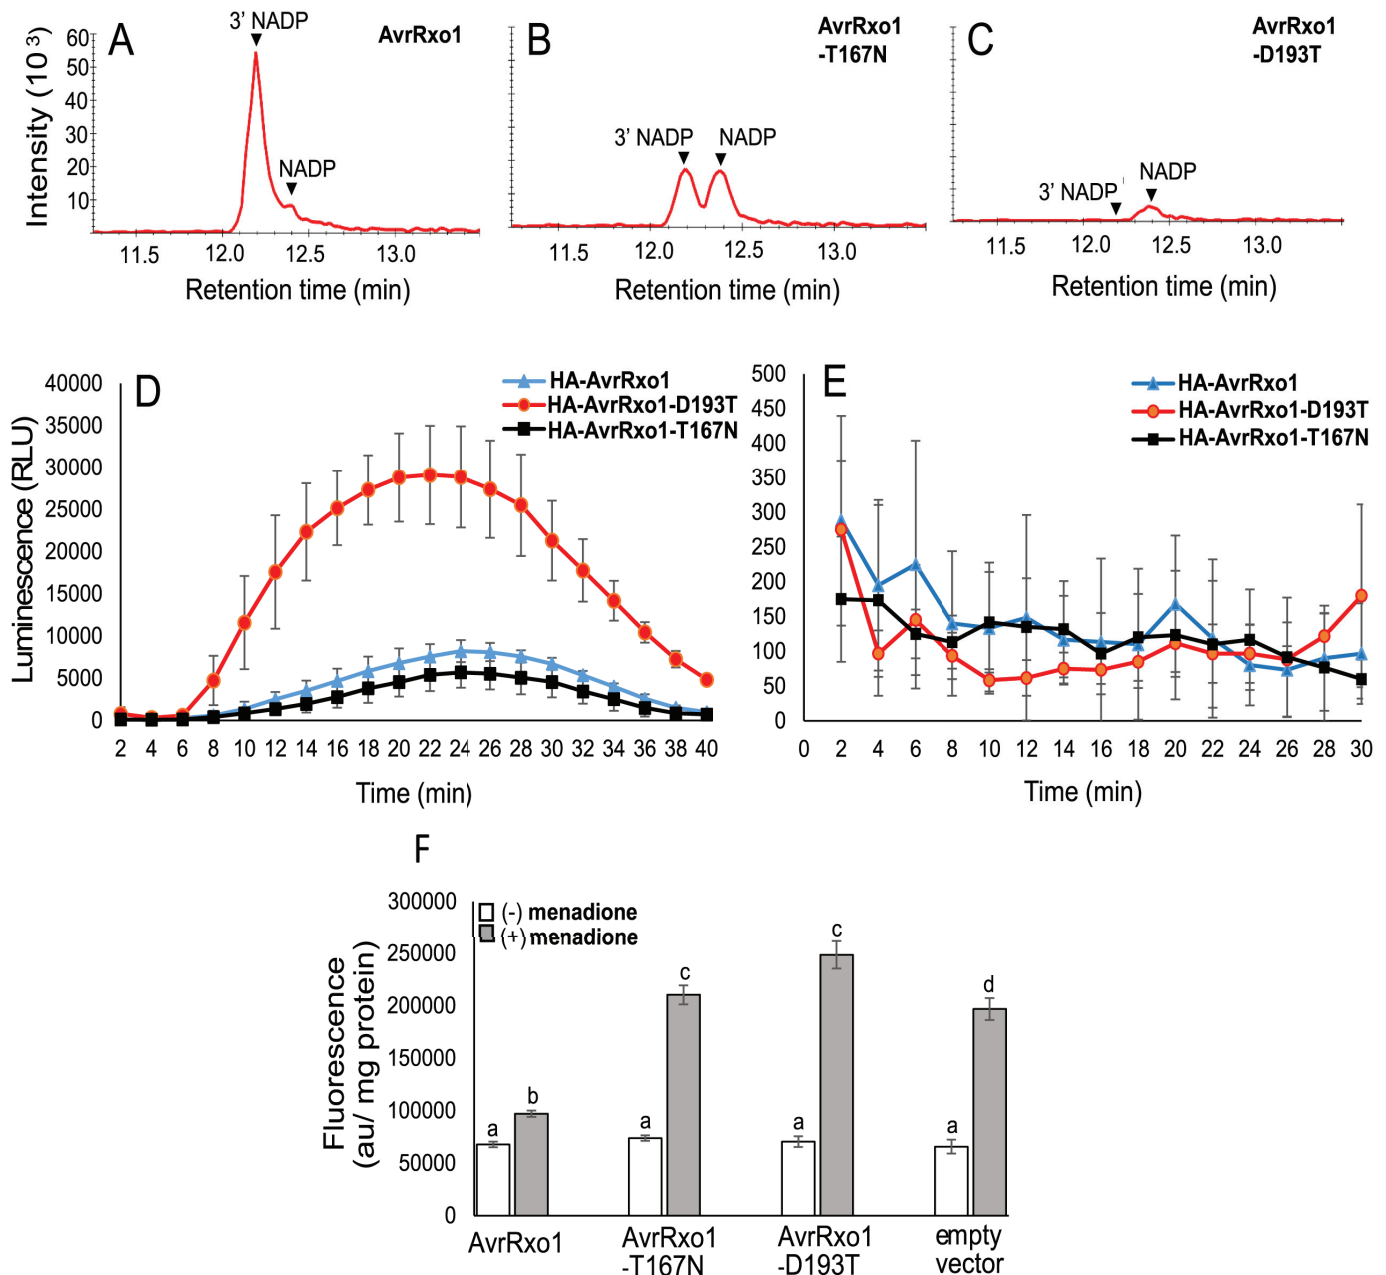 A
3' NADP
AvrRxo1
NADP
Intensity (10 3)
60
50
40
30
20
10
11.5 12.0 12.5 13.0
Retention time (min)
B
AvrRxo1
-T167N
3' NADP NADP
11.5 12.0 12.5 13.0
Retention time (min)
C
AvrRxo1
-D193T
3' NADP NADP
11.5 12.0 12.5 13.0
Retention time (min)
D
HA-AvrRxo1
HA-AvrRxo1-D193T
HA-AvrRxo1-T167N
Luminescence (RLU)
40000
35000
30000
25000
20000
15000
10000
5000
0
2 4 6 8 10 12 14 16 18 20 22 24 26 28 30 32 34 36 38 40
Time (min)
E
HA-AvrRxo1
HA-AvrRxo1-D193T
HA-AvrRxo1-T167N
500
450
400
350
300
250
200
150
100
50
0
0 2 4 6 8 10 12 14 16 18 20 22 24 26 28 30
Time (min)
F
(-) menadione
(+) menadione
Fluorescence
(au/ mg protein)
300000
250000
200000
150000
100000
50000
0
a b a c a c a d
AvrRxo1
AvrRxo1
-T167N
AvrRxo1
-D193T
empty
vector